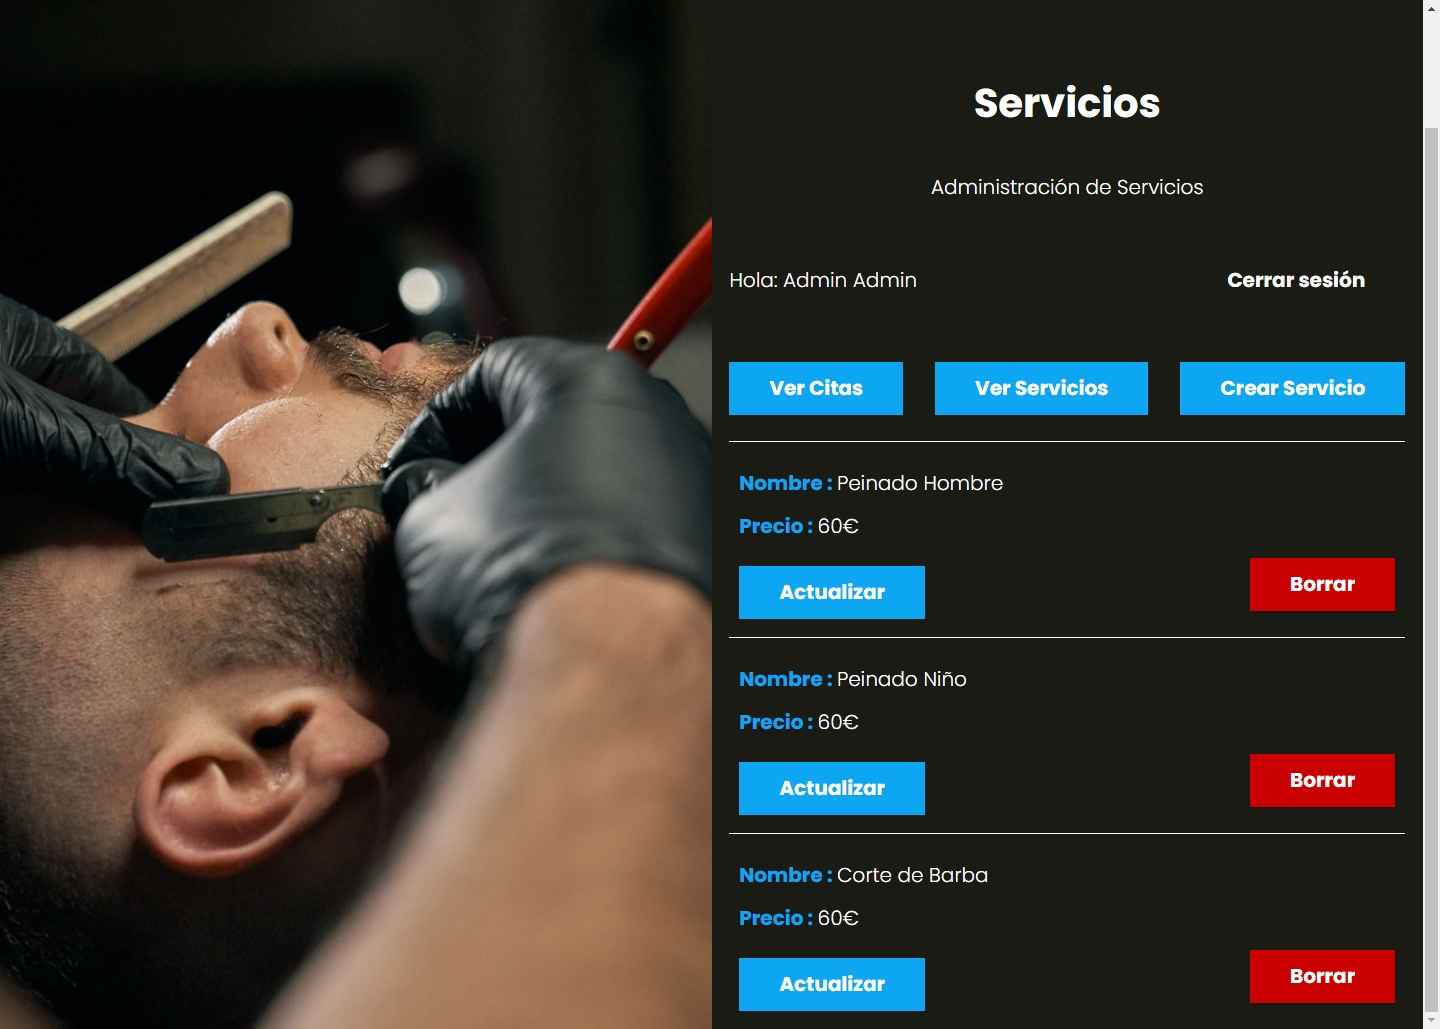 Servicios
Administración de Servicios
Hola: Admin Admin
Cerrar sesión
Ver Citas
Ver Servicios
Crear Servicio
Nombre : Peinado Hombre
Precio : 60€
Actualizar
Borrar
Nombre : Peinado Niño
Precio : 60€
Actualizar
Borrar
Nombre : Corte de Barba
Precio : 60€
Actualizar
Borrar